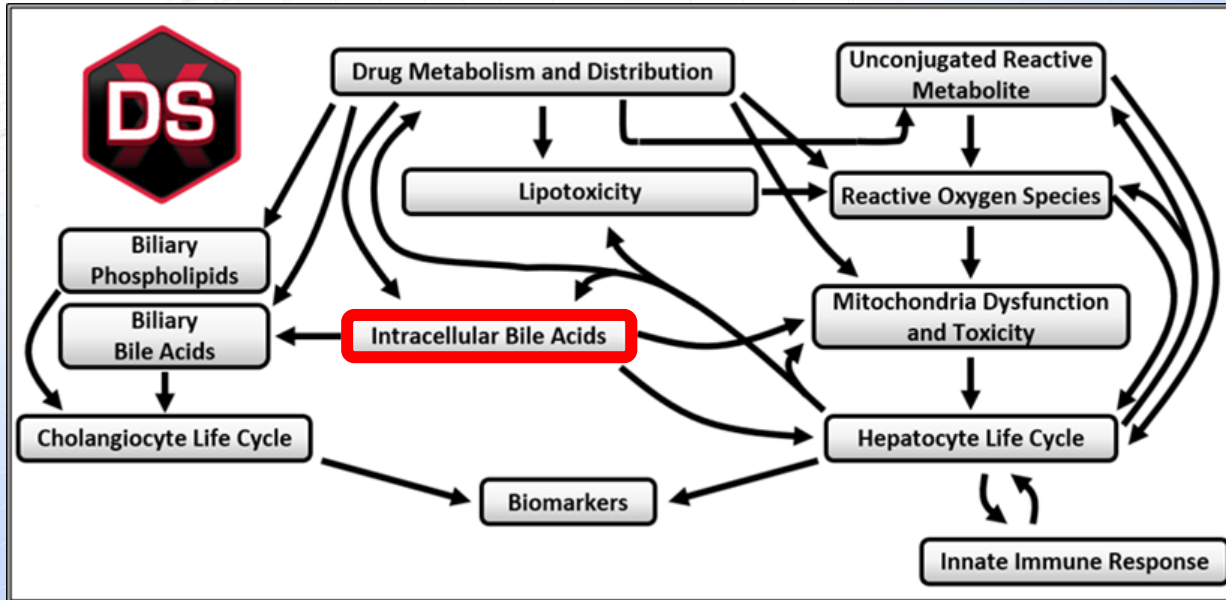 DS
Drug Metabolism and Distribution
Unconjugated Reactive
Metabolite
Lipotoxicity
Reactive Oxygen Species
Biliary
Phospholipids
Biliary
Bile Acids
Intracellular Bile Acids
Mitochondria Dysfunction
and Toxicity
Cholangiocyte Life Cycle
Hepatocyte Life Cycle
Biomarkers
Innate Immune Response